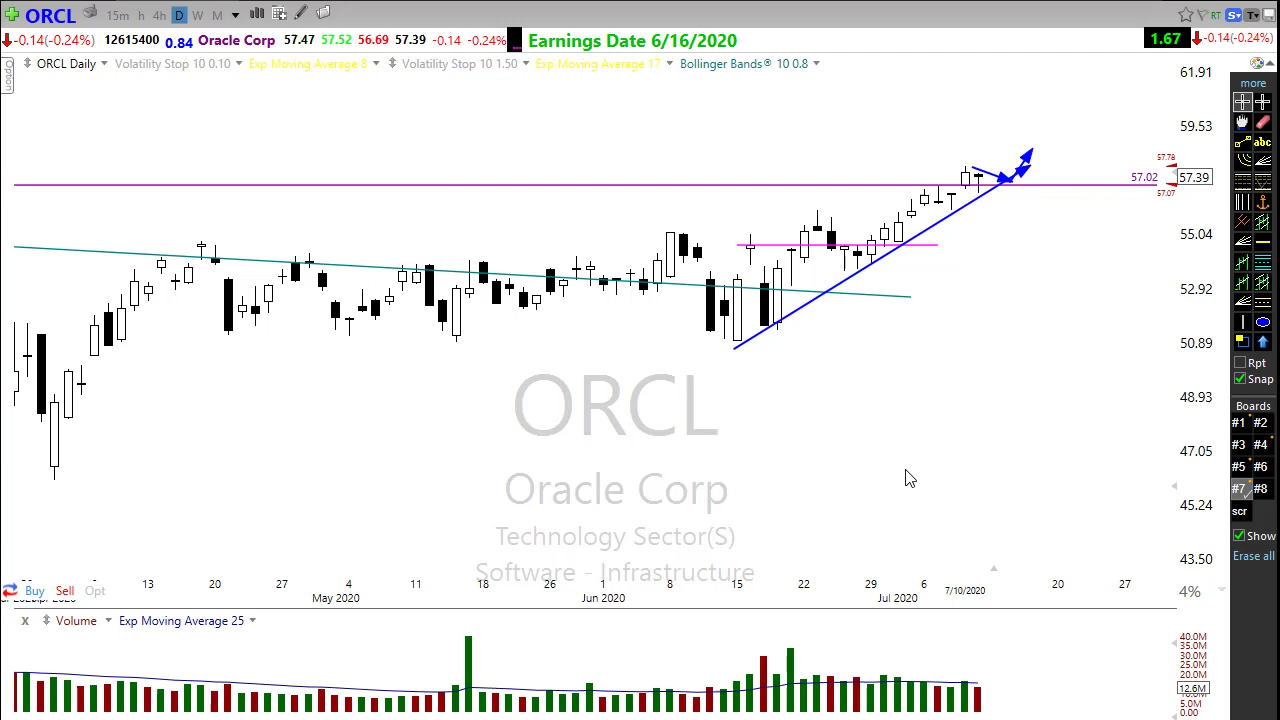 ORCL 15m h 4h D W M RT S T
-0.14(-0.24%) 12615400 0.84 Oracle Corp 57.47 57.52 56.69 57.39 -0.14 -0.24% Earnings Date 6/16/2020 1.67 -0.14(-0.24%)
Option
ORCL Daily Volatility Stop 10 0.10 Exp Moving Average 8 Volatility Stop 10 1.50 Exp Moving Average 17 Bollinger Bands® 10 0.8
61.91
59.53
57.78
57.02 57.39
57.07
55.04
52.92
50.89
48.93
47.05
45.24
43.50
ORCL
Oracle Corp
Technology Sector(S)
Software - Infrastructure
13 20 27 4 11 18 26 1 8 15 22 29 6 7/10/2020 20 27
May 2020 Jun 2020 Jul 2020
Buy Sell Opt
4%
x Volume Exp Moving Average 25
40.0M
35.0M
30.0M
25.0M
20.0M
12.6M
5.0M
0.00
more
abc
Rpt
Snap
Boards
#1 #2
#3 #4
#5 #6
#7 #8
scr
Show
Erase all